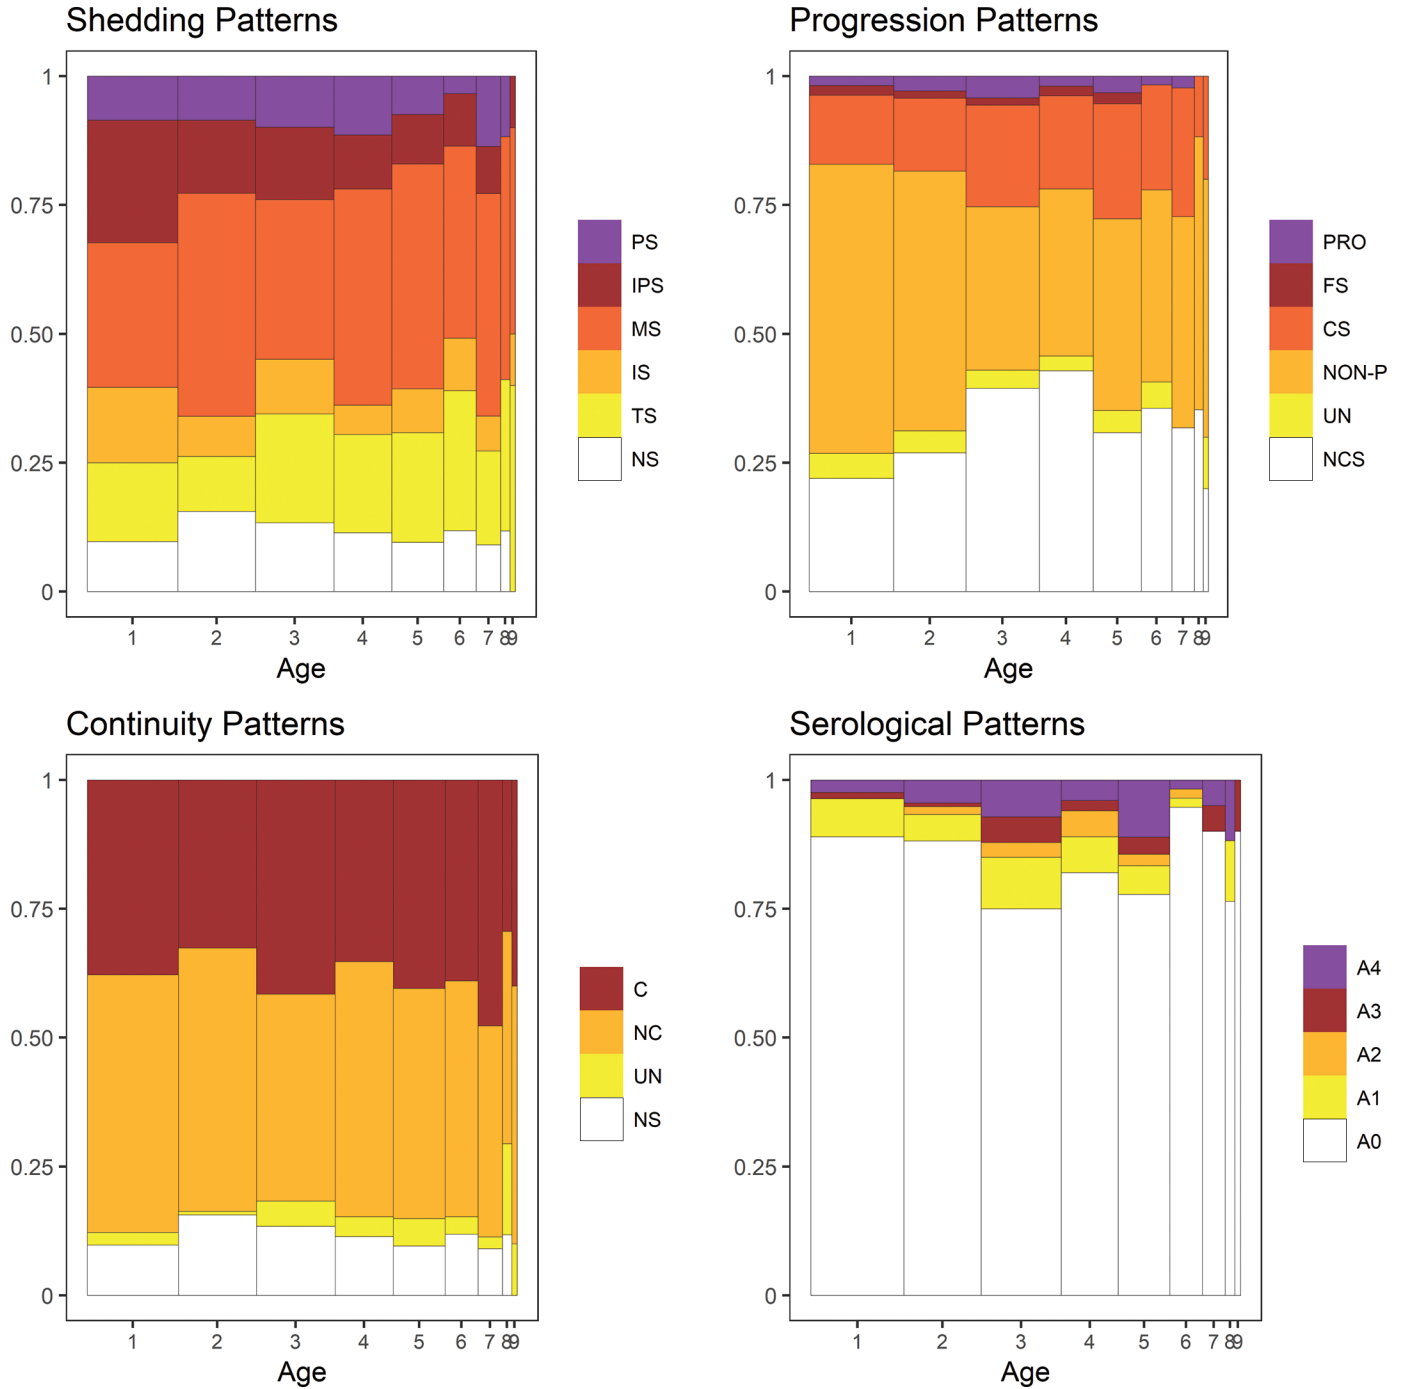 Shedding Patterns
1
0.75
0.50
0.25
0
1 2 3 4 5 6 7 8 9
Age
PS
IPS
MS
IS
TS
NS
Progression Patterns
1
0.75
0.50
0.25
0
1 2 3 4 5 6 7 8 9
Age
PRO
FS
CS
NON-P
UN
NCS
Continuity Patterns
1
0.75
0.50
0.25
0
1 2 3 4 5 6 7 8 9
Age
C
NC
UN
NS
Serological Patterns
1
0.75
0.50
0.25
0
1 2 3 4 5 6 7 8 9
Age
A4
A3
A2
A1
A0